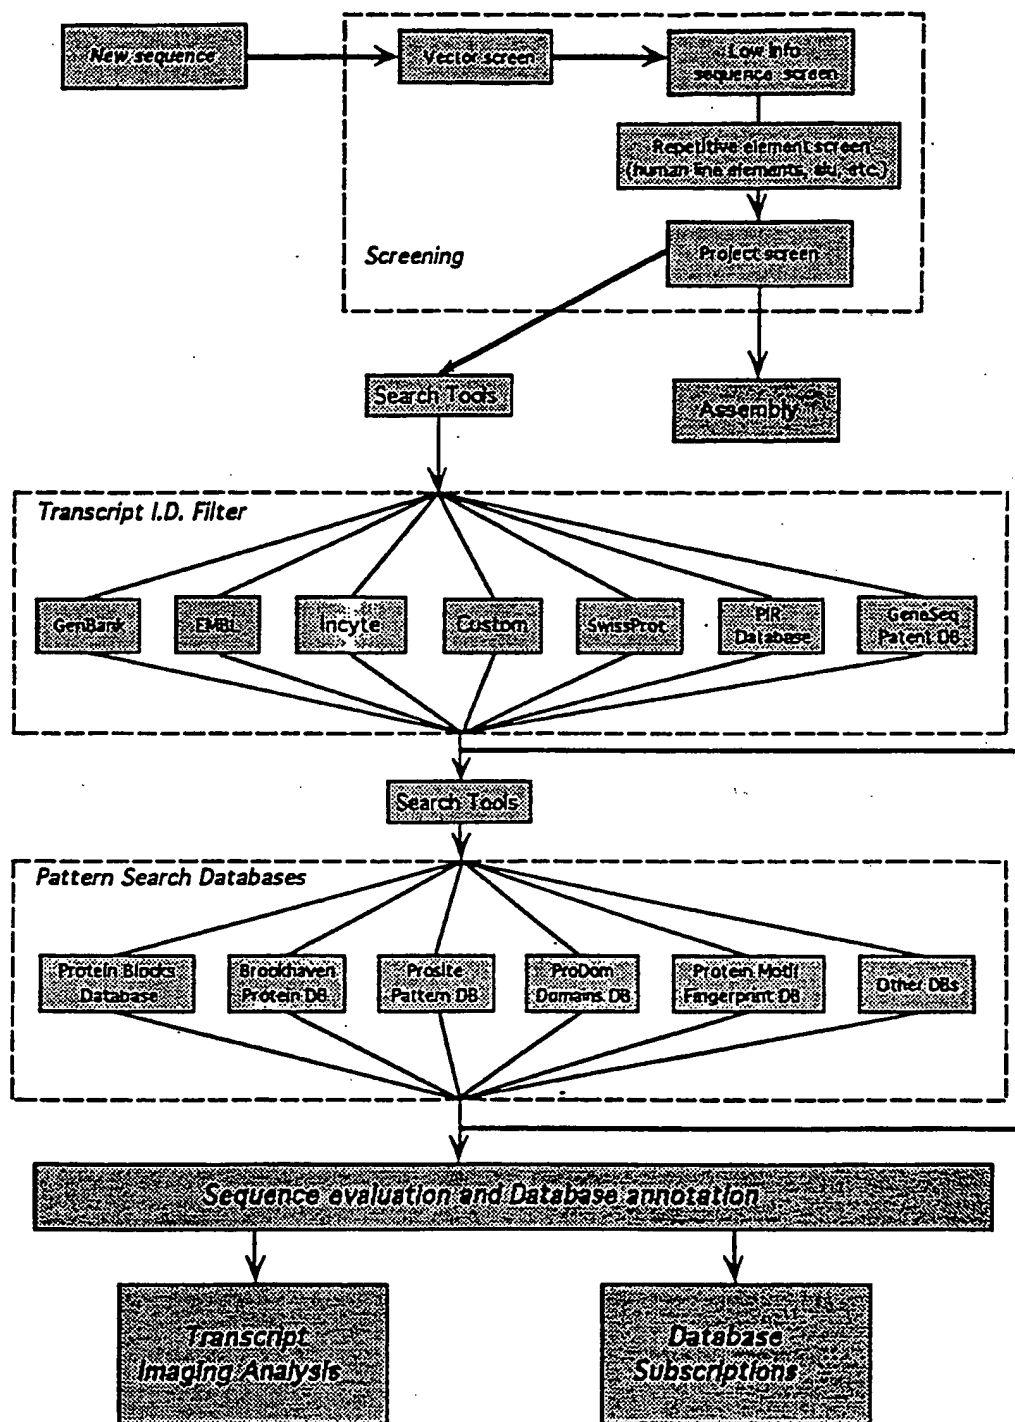 New sequence
Vector screen
Low info
sequence screen
Repetitive element screen
(human line elements, alu, etc.)
Screening
Project screen
Search Tools
Assembly
Transcript I.D. Filter
GenBank
EMBL
Incyte
Custom
SwissProt
PIR
Database
GeneSeq
Patent DB
Search Tools
Pattern Search Databases
Protein Blocks
Database
Brookhaven
Protein DB
Prosite
Pattern DB
ProDom
Domains DB
Protein Motif
Fingerprint DB
Other DBs
Sequence evaluation and Database annotation
Transcript
Imaging Analysis
Database
Subscriptions